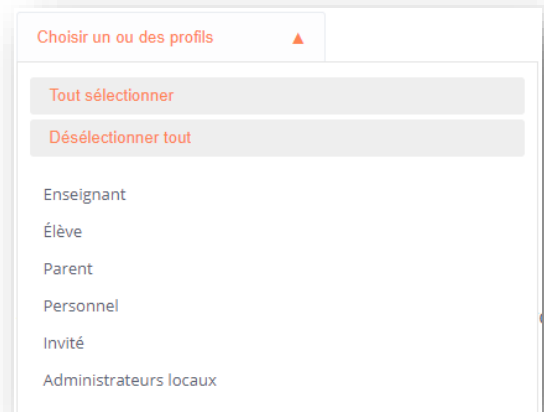 Choisir un ou des profils ▲
Tout sélectionner
Désélectionner tout
Enseignant
Élève
Parent
Personnel
Invité
Administrateurs locaux